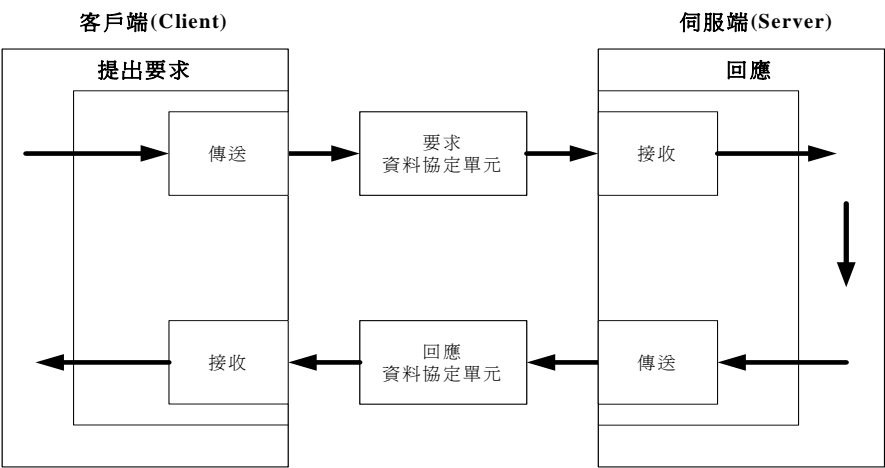 客戶端(Client)
伺服端(Server)
提出要求
回應
傳送
要求
資料協定單元
接收
接收
回應
資料協定單元
傳送